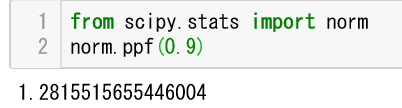 1 from scipy.stats import norm
2 norm.ppf(0.9)
1.2815515655446004